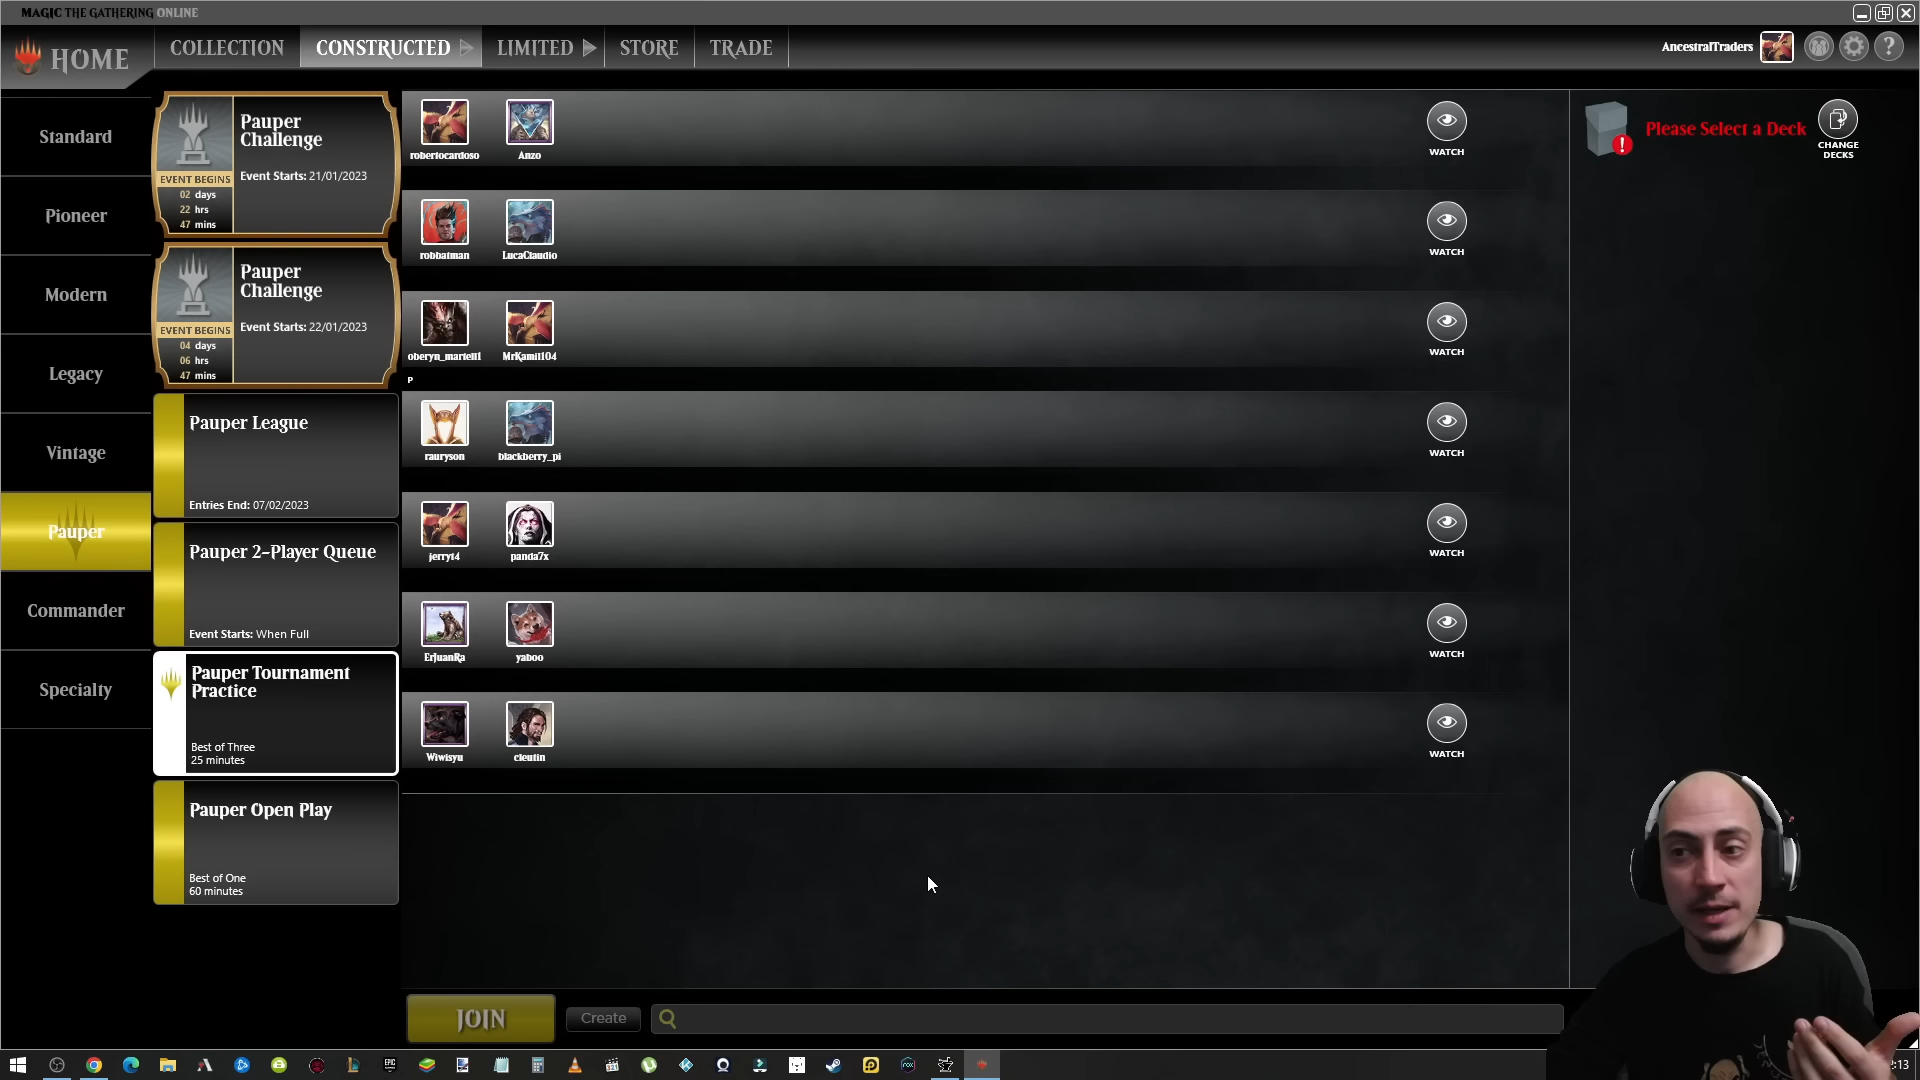 MAGIC THE GATHERING ONLINE
HOME
COLLECTION
CONSTRUCTED
LIMITED
STORE
TRADE
AncestralTraders
?
Standard
Pioneer
Modern
Legacy
Vintage
Pauper
Commander
Specialty
Pauper
Challenge
Event Starts: 21/01/2023
EVENT BEGINS
02 days
22 hrs
47 mins
Pauper
Challenge
Event Starts: 22/01/2023
EVENT BEGINS
04 days
06 hrs
47 mins
Pauper League
Entries End: 07/02/2023
Pauper 2-Player Queue
Event Starts: When Full
Pauper Tournament
Practice
Best of Three
25 minutes
Pauper Open Play
Best of One
60 minutes
robertocardoso
Anzo
WATCH
robbatman
LucaClaudio
WATCH
oberyn_martell1
MrKamil104
WATCH
P
rauryson
blackberry_pi
WATCH
jerryt4
panda7x
WATCH
ErJuanRa
yaboo
WATCH
Wiwisyu
cleutin
WATCH
Please Select a Deck
!
CHANGE
DECKS
JOIN
Create
EPIC
:13